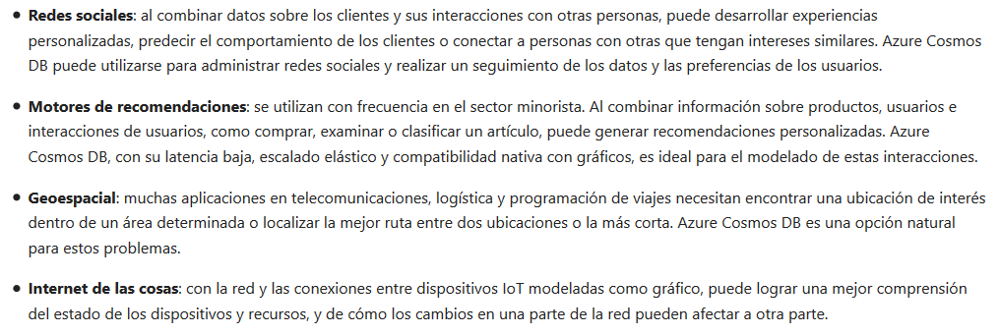 • Redes sociales: al combinar datos sobre los clientes y sus interacciones con otras personas, puede desarrollar experiencias
personalizadas, predecir el comportamiento de los clientes o conectar a personas con otras que tengan intereses similares. Azure Cosmos
DB puede utilizarse para administrar redes sociales y realizar un seguimiento de los datos y las preferencias de los usuarios.
• Motores de recomendaciones: se utilizan con frecuencia en el sector minorista. Al combinar información sobre productos, usuarios e
interacciones de usuarios, como comprar, examinar o clasificar un artículo, puede generar recomendaciones personalizadas. Azure
Cosmos DB, con su latencia baja, escalado elástico y compatibilidad nativa con gráficos, es ideal para el modelado de estas interacciones.
• Geoespacial: muchas aplicaciones en telecomunicaciones, logística y programación de viajes necesitan encontrar una ubicación de interés
dentro de un área determinada o localizar la mejor ruta entre dos ubicaciones o la más corta. Azure Cosmos DB es una opción natural
para estos problemas.
• Internet de las cosas: con la red y las conexiones entre dispositivos IoT modeladas como gráfico, puede lograr una mejor comprensión
del estado de los dispositivos y recursos, y de cómo los cambios en una parte de la red pueden afectar a otra parte.